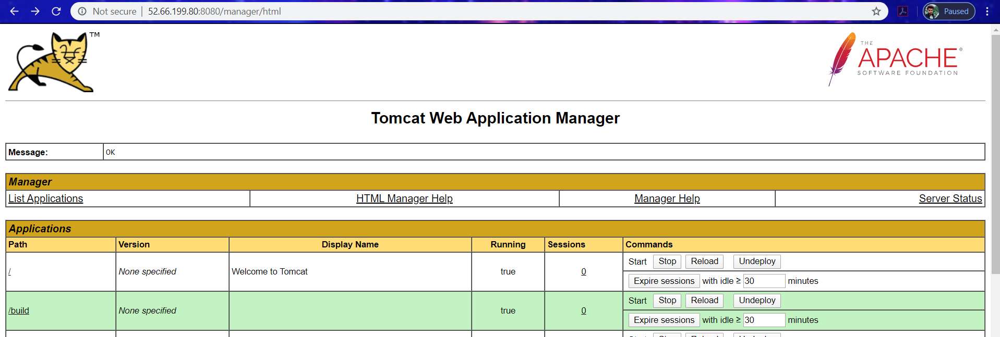 Not secure | 52.66.199.80:8080/manager/html Paused
TM
THE
APACHE®
SOFTWARE FOUNDATION
Tomcat Web Application Manager
Message: OK
Manager
List Applications HTML Manager Help Manager Help Server Status
Applications
Path Version Display Name Running Sessions Commands
/ None specified Welcome to Tomcat true 0 Start Stop Reload Undeploy
Expire sessions with idle ≥ 30 minutes
/build None specified true 0 Start Stop Reload Undeploy
Expire sessions with idle ≥ 30 minutes